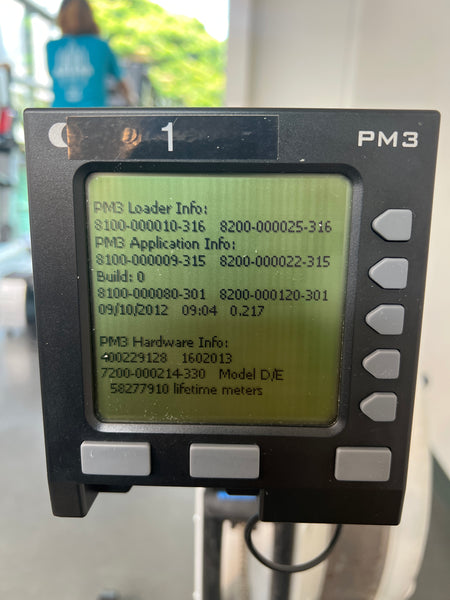 1
PM3
PM3 Loader Info:
8100-000010-316 8200-000025-316
PM3 Application Info:
8100-000009-315 8200-000022-315
Build: 0
8100-000080-301 8200-000120-301
09/10/2012 09:04 0.217
PM3 Hardware Info:
400229128 1602013
7200-000214-330 Model D/E
58277910 lifetime meters